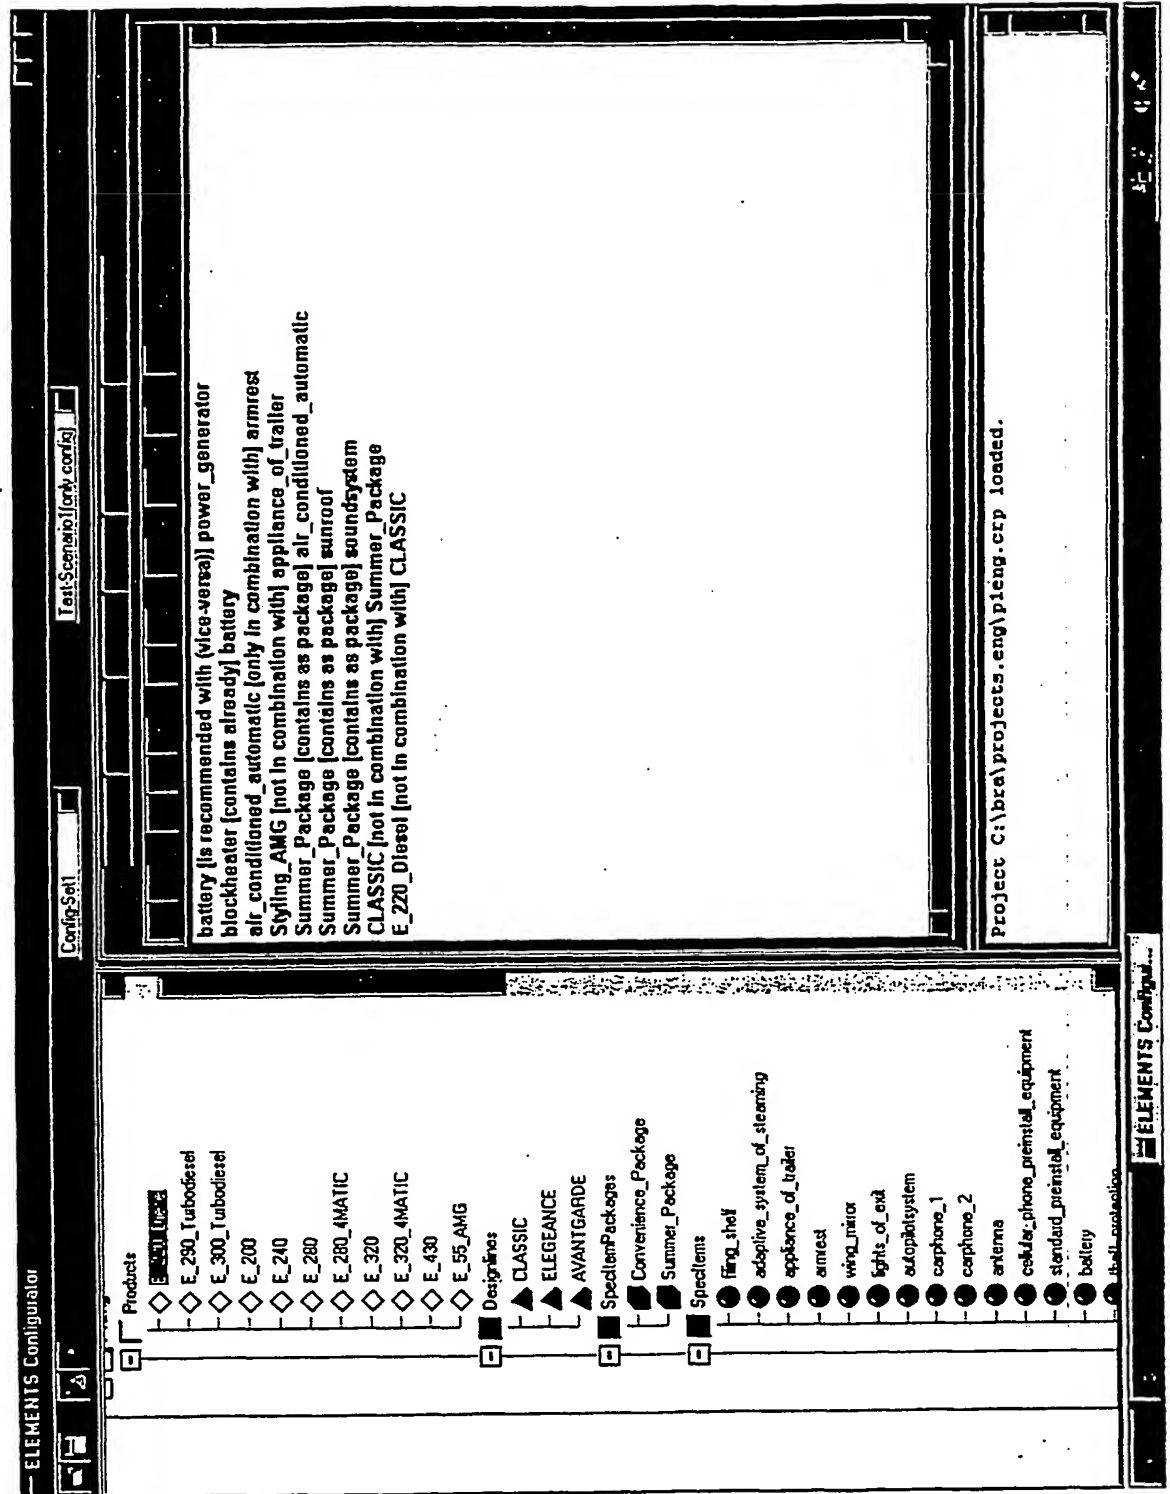 ELEMENTS Configurator
Config-Set1
Test-Scenario1(only config)
Products
E_290_Turbodiesel
E_300_Turbodiesel
E_200
E_240
E_280
E_280_4MATIC
E_320
E_320_4MATIC
E_430
E_55_AMG
Designlines
CLASSIC
ELEGEANCE
AVANTGARDE
SpecItemPackages
Convenience_Package
Summer_Package
SpecItems
filing_shelf
adaptive_system_of_stearing
appliance_of_trailer
armrest
wing_mirror
lights_of_exit
autopilotsystem
carphone_1
carphone_2
antenna
cellular_phone_preinstall_equipment
standard_preinstall_equipment
battery
battery [is recommended with (vice-versa)] power_generator
blockheater [contains already] battery
air_conditioned_automatic [only in combination with] armrest
Styling_AMG [not in combination with] appliance_of_trailer
Summer_Package [contains as package] air_conditioned_automatic
Summer_Package [contains as package] sunroof
Summer_Package [contains as package] soundsystem
CLASSIC [not in combination with] Summer_Package
E_220_Diesel [not in combination with] CLASSIC
Project C:\bra\projects.eng\pleng.crp loaded.
ELEMENTS Configu...